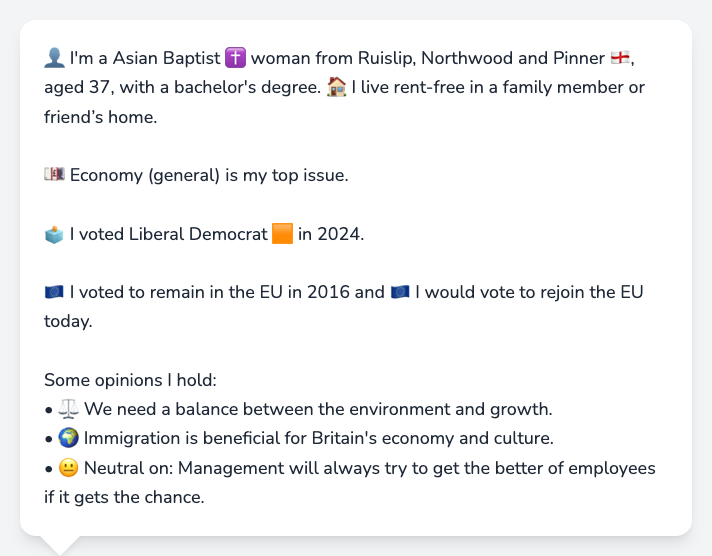 👤 I'm a Asian Baptist ✝️ woman from Ruislip, Northwood and Pinner 🏴󠁧󠁢󠁥󠁮󠁧󠁿,
aged 37, with a bachelor's degree. 🏠 I live rent-free in a family member or
friend’s home.
💷 Economy (general) is my top issue.
🗳️ I voted Liberal Democrat 🟧 in 2024.
🇪🇺 I voted to remain in the EU in 2016 and 🇪🇺 I would vote to rejoin the EU
today.
Some opinions I hold:
• ⚖️ We need a balance between the environment and growth.
• 🌍 Immigration is beneficial for Britain's economy and culture.
• 😐 Neutral on: Management will always try to get the better of employees
if it gets the chance.